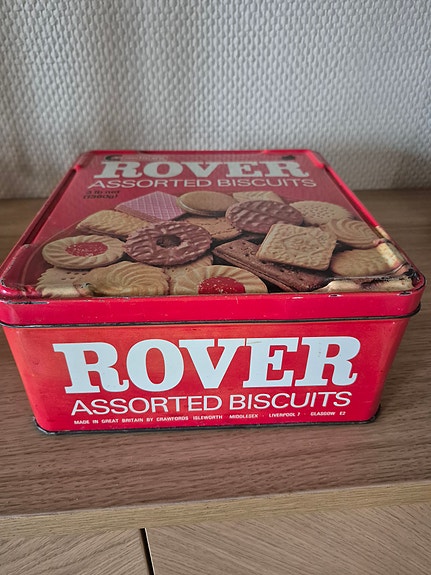 ROVER
ASSORTED BISCUITS
ROVER
ASSORTED BISCUITS
MADE IN GREAT BRITAIN BY CRAWFORDS ISLEWORTH · MIDDLESEX · LIVERPOOL 7 · GLASGOW E2